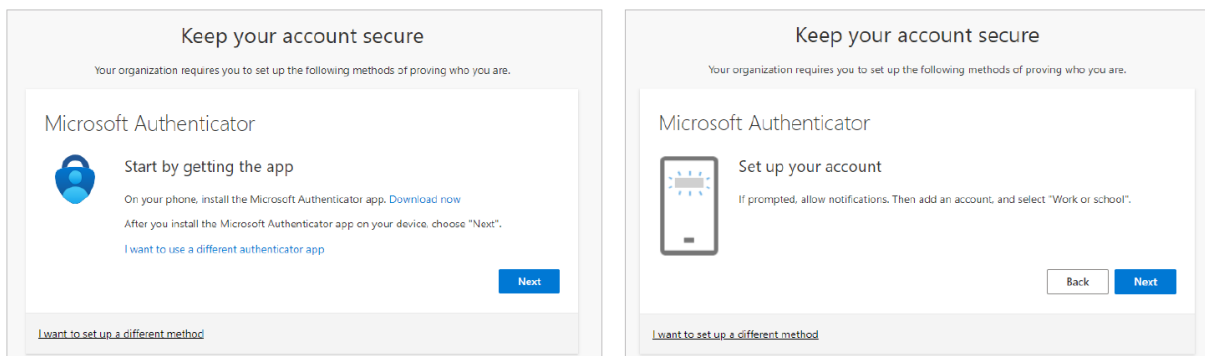 Keep your account secure
Your organization requires you to set up the following methods of proving who you are.
Microsoft Authenticator
Start by getting the app
On your phone, install the Microsoft Authenticator app. Download now
After you install the Microsoft Authenticator app on your device, choose "Next".
I want to use a different authenticator app
Next
I want to set up a different method
Keep your account secure
Your organization requires you to set up the following methods of proving who you are.
Microsoft Authenticator
Set up your account
If prompted, allow notifications. Then add an account, and select "Work or school".
Back Next
I want to set up a different method